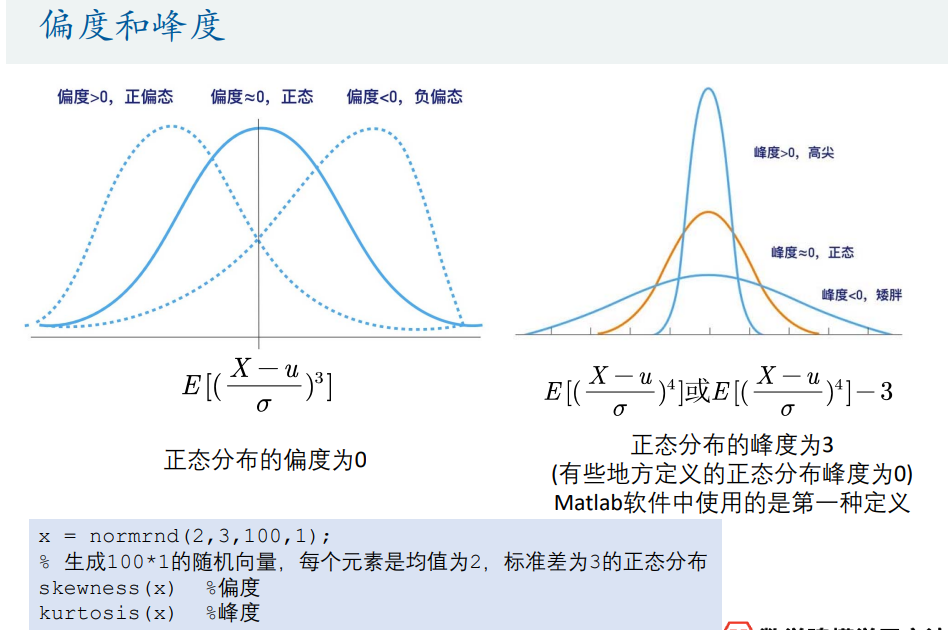 偏度和峰度
偏度>0，正偏态 偏度≈0，正态 偏度<0，负偏态
峰度>0，高尖
峰度≈0，正态
峰度<0，矮胖
E[(\frac{X-u}{σ})^3]
正态分布的偏度为0
E[(\frac{X-u}{σ})^4]或E[(\frac{X-u}{σ})^4]-3
正态分布的峰度为3
(有些地方定义的正态分布峰度为0)
Matlab软件中使用的是第一种定义
x = normrnd(2,3,100,1);
% 生成100*1的随机向量，每个元素是均值为2，标准差为3的正态分布
skewness(x) %偏度
kurtosis(x) %峰度